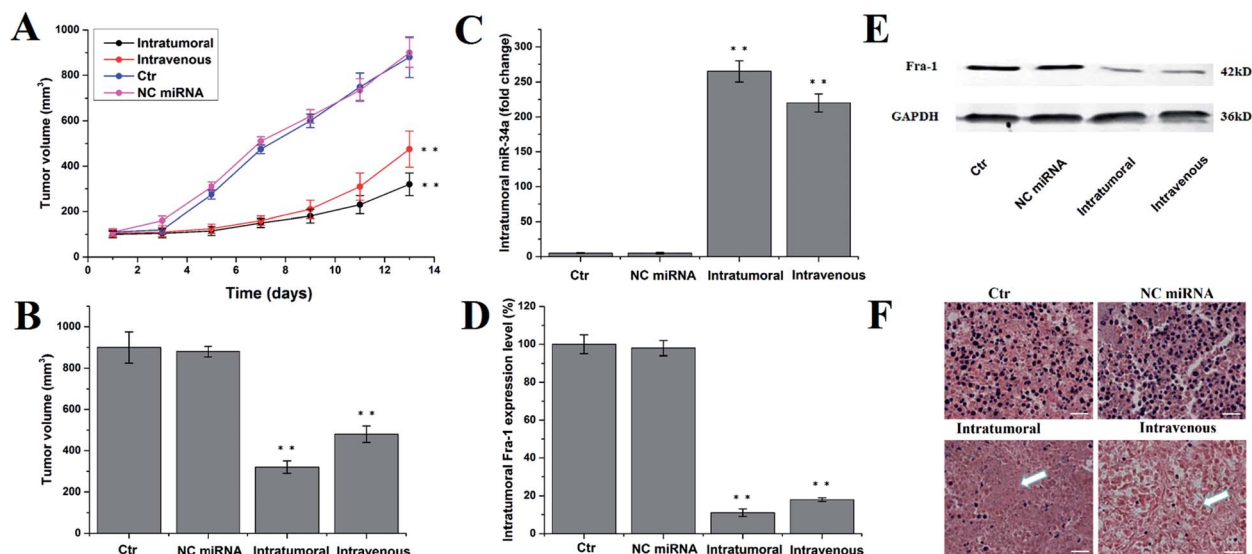 A
Tumor volume (mm³)
1000
800
600
400
200
0
Intratumoral
Intravenous
Ctr
NC miRNA
* *
* *
0 2 4 6 8 10 12 14
Time (days)
B
Tumor volume (mm³)
1000
800
600
400
200
0
* *
* *
Ctr NC miRNA Intratumoral Intravenous
C
Intratumoral miR-34a (fold change)
300
250
200
150
100
50
0
* *
* *
Ctr NC miRNA Intratumoral Intravenous
D
Intratumoral Fra-1 expression level (%)
120
100
80
60
40
20
0
* *
* *
Ctr NC miRNA Intratumoral Intravenous
E
Fra-1 42kD
GAPDH 36kD
Ctr NC miRNA Intratumoral Intravenous
F
Ctr NC miRNA
Intratumoral Intravenous